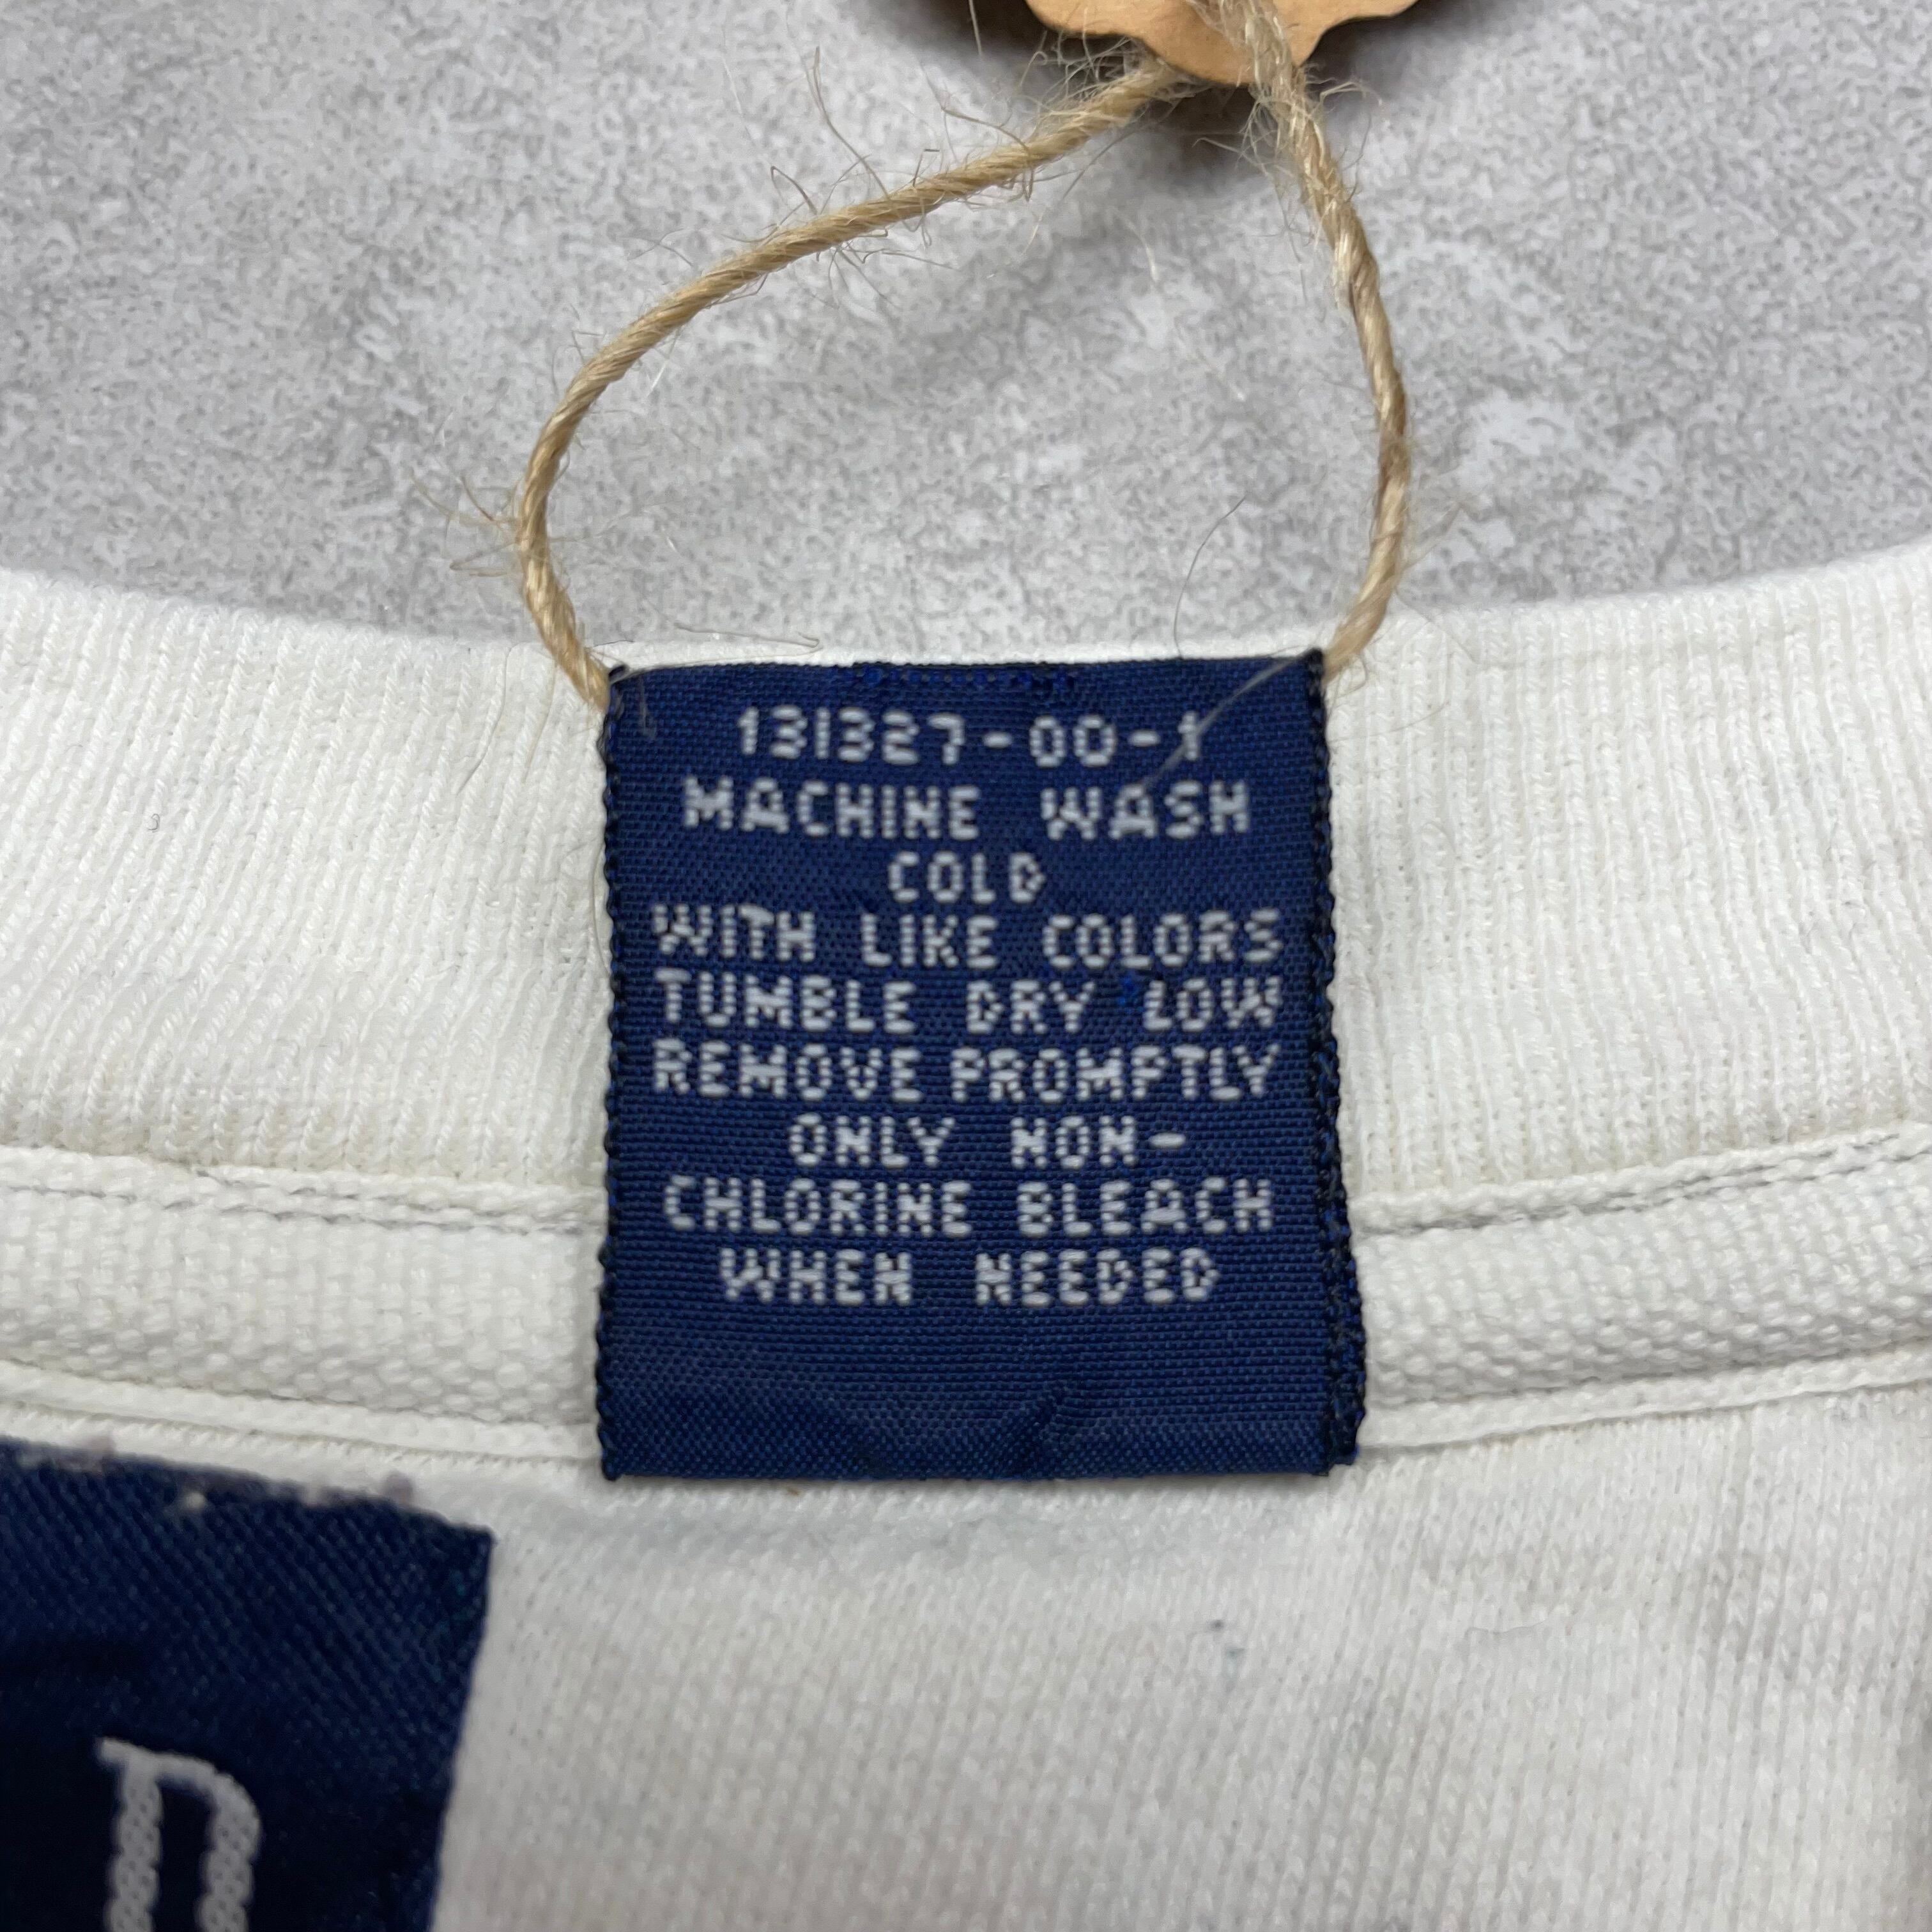 131327-00-1
MACHINE WASH
COLD
WITH LIKE COLORS
TUMBLE DRY LOW
REMOVE PROMPTLY
ONLY NON-
CHLORINE BLEACH
WHEN NEEDED